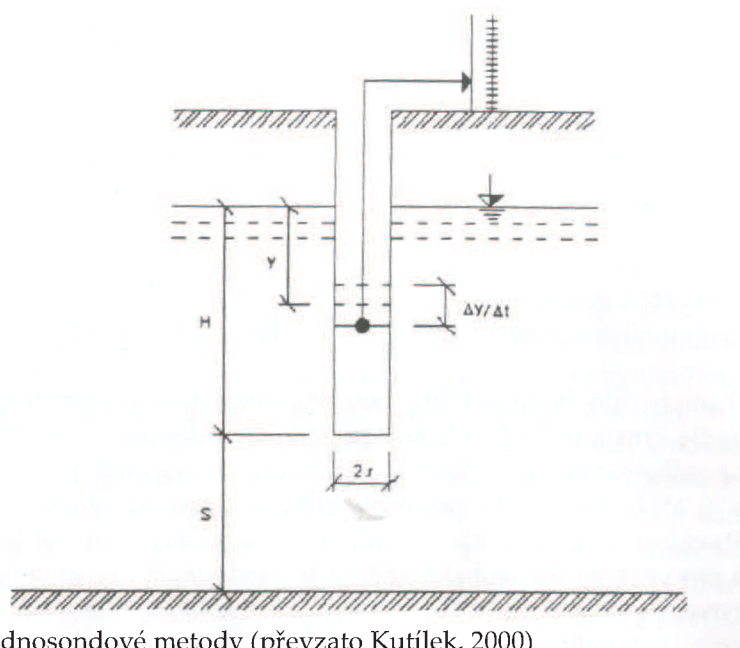 y
H
Δy/Δt
2r
S
dnosondové metody (převzato Kutílek, 2000)